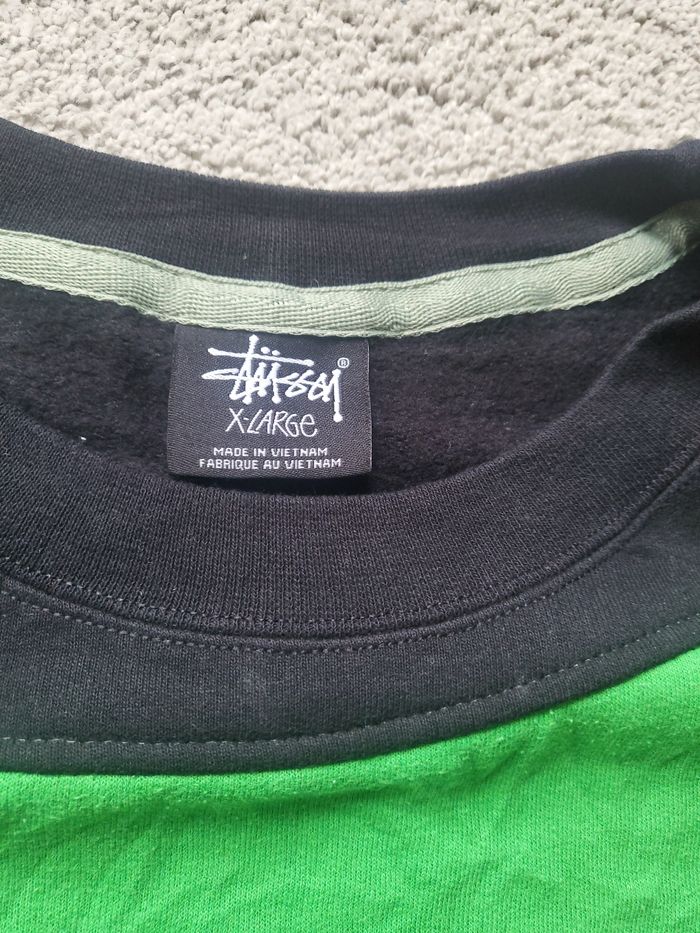 Stüssy ®
X-LARGE
MADE IN VIETNAM
FABRIQUE AU VIETNAM